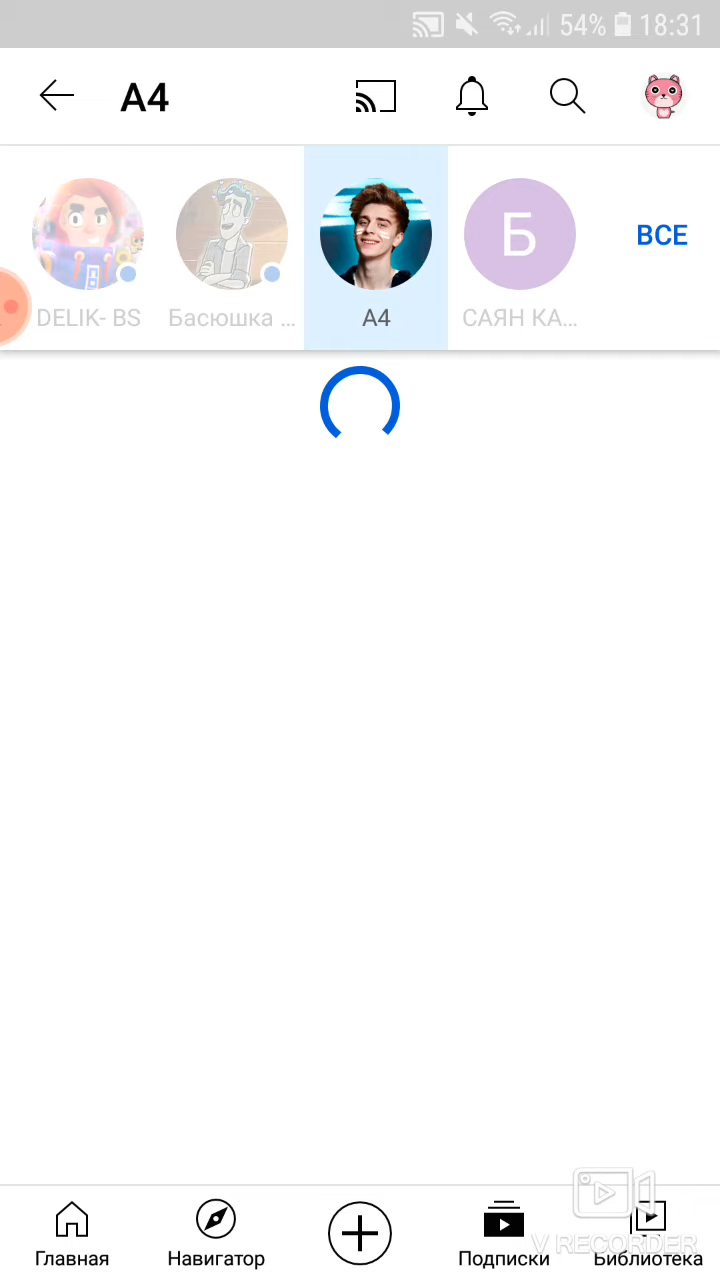 54% 18:31
A4
Б
ВСЕ
DELIK- BS Басюшка ... A4 САЯН КА...
V RECORDER
Главная Навигатор Подписки Библиотека